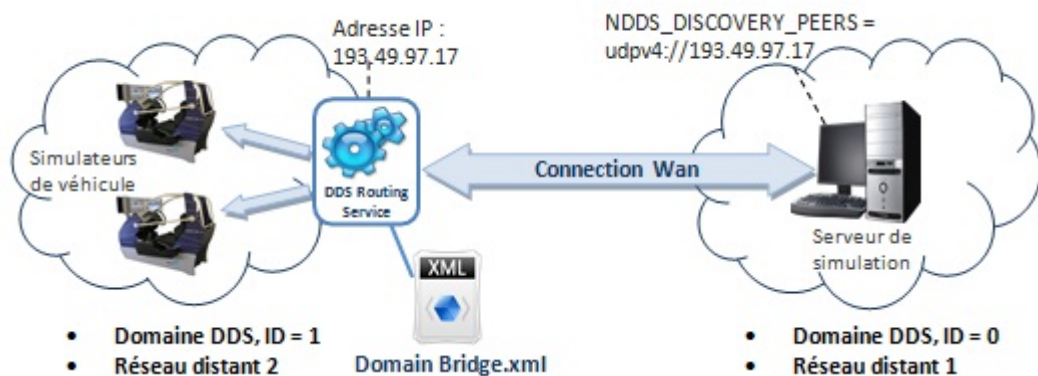 Adresse IP :
193.49.97.17
NDDS_DISCOVERY_PEERS =
udpv4://193.49.97.17
Simulateurs
de véhicule
DDS Routing
Service
Connection Wan
Serveur de
simulation
XML
Domain Bridge.xml
• Domaine DDS, ID = 1
• Réseau distant 2
• Domaine DDS, ID = 0
• Réseau distant 1